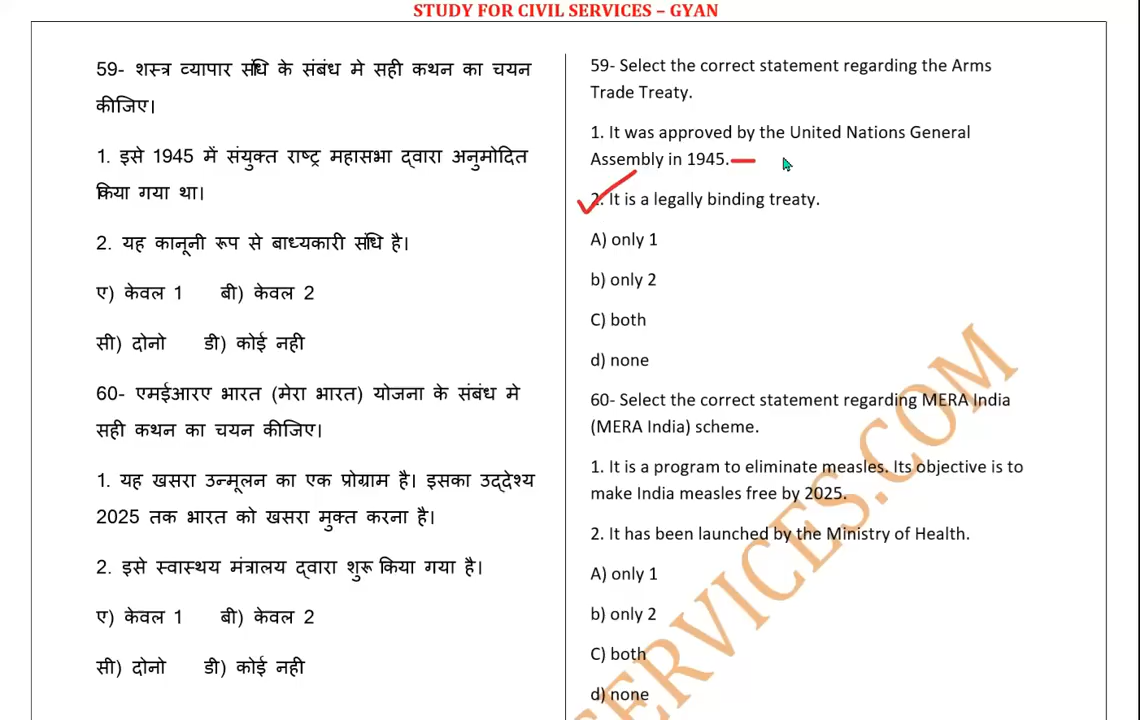 STUDY FOR CIVIL SERVICES – GYAN
59- शस्त्र व्यापार संधि के संबंध मे सही कथन का चयन
कीजिए।
1. इसे 1945 में संयुक्त राष्ट्र महासभा द्वारा अनुमोदित
किया गया था।
2. यह कानूनी रूप से बाध्यकारी संधि है।
ए) केवल 1 बी) केवल 2
सी) दोनो डी) कोई नही
60- एमईआरए भारत (मेरा भारत) योजना के संबंध मे
सही कथन का चयन कीजिए।
1. यह खसरा उन्मूलन का एक प्रोग्राम है। इसका उद्देश्य
2025 तक भारत को खसरा मुक्त करना है।
2. इसे स्वास्थय मंत्रालय द्वारा शुरू किया गया है।
ए) केवल 1 बी) केवल 2
सी) दोनो डी) कोई नही
59- Select the correct statement regarding the Arms
Trade Treaty.
1. It was approved by the United Nations General
Assembly in 1945.
2. It is a legally binding treaty.
A) only 1
b) only 2
C) both
d) none
60- Select the correct statement regarding MERA India
(MERA India) scheme.
1. It is a program to eliminate measles. Its objective is to
make India measles free by 2025.
2. It has been launched by the Ministry of Health.
A) only 1
b) only 2
C) both
d) none
SERVICES.COM